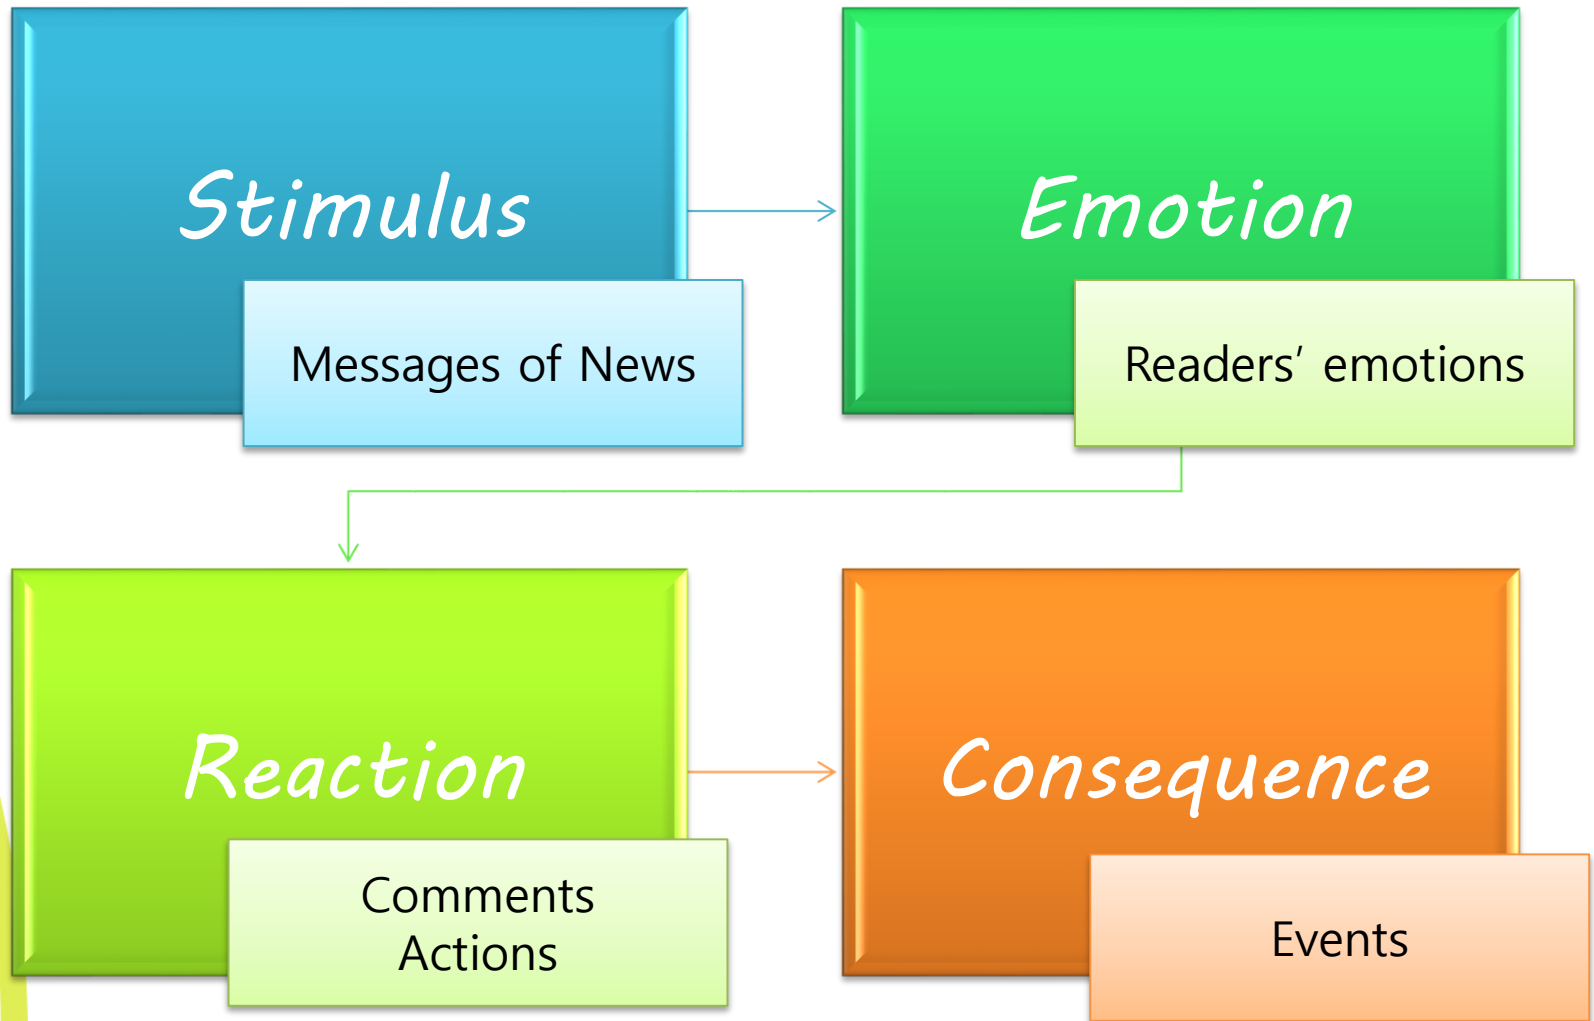 Stimulus
Messages of News
Emotion
Readers’ emotions
Reaction
Comments
Actions
Consequence
Events